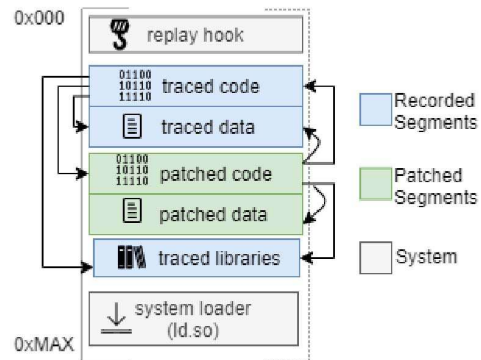 0x000
replay hook
01100
10110
11110
traced code
traced data
01100
10110
11110
patched code
patched data
traced libraries
system loader
(ld.so)
0xMAX
Recorded
Segments
Patched
Segments
System